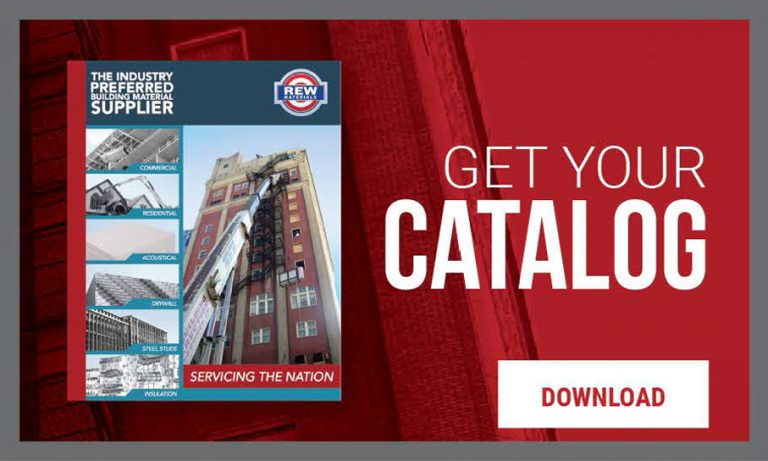 THE INDUSTRY
PREFERRED
BUILDING MATERIAL
SUPPLIER
REW
MATERIALS
COMMERCIAL
RESIDENTIAL
ACOUSTICAL
DRYWALL
STEEL STUDS
INSULATION
SERVICING THE NATION
GET YOUR
CATALOG
DOWNLOAD